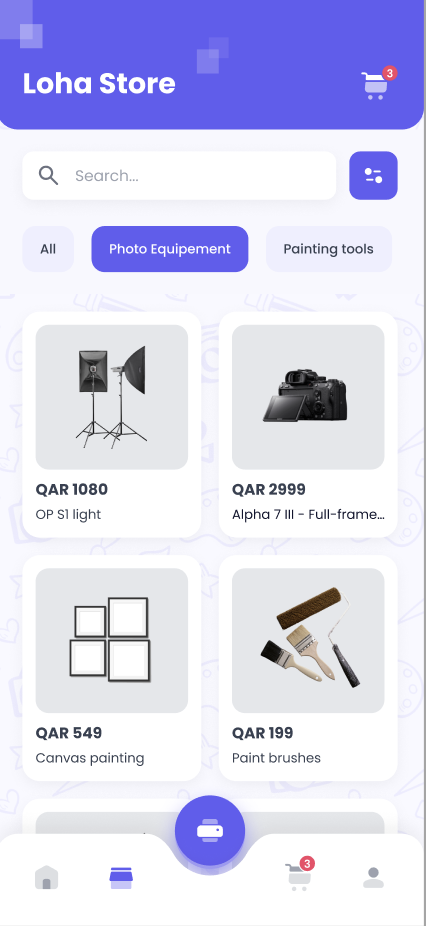 Loha Store
3
Search...
All
Photo Equipement
Painting tools
QAR 1080
OP S1 light
QAR 2999
Alpha 7 III - Full-frame...
QAR 549
Canvas painting
QAR 199
Paint brushes
3